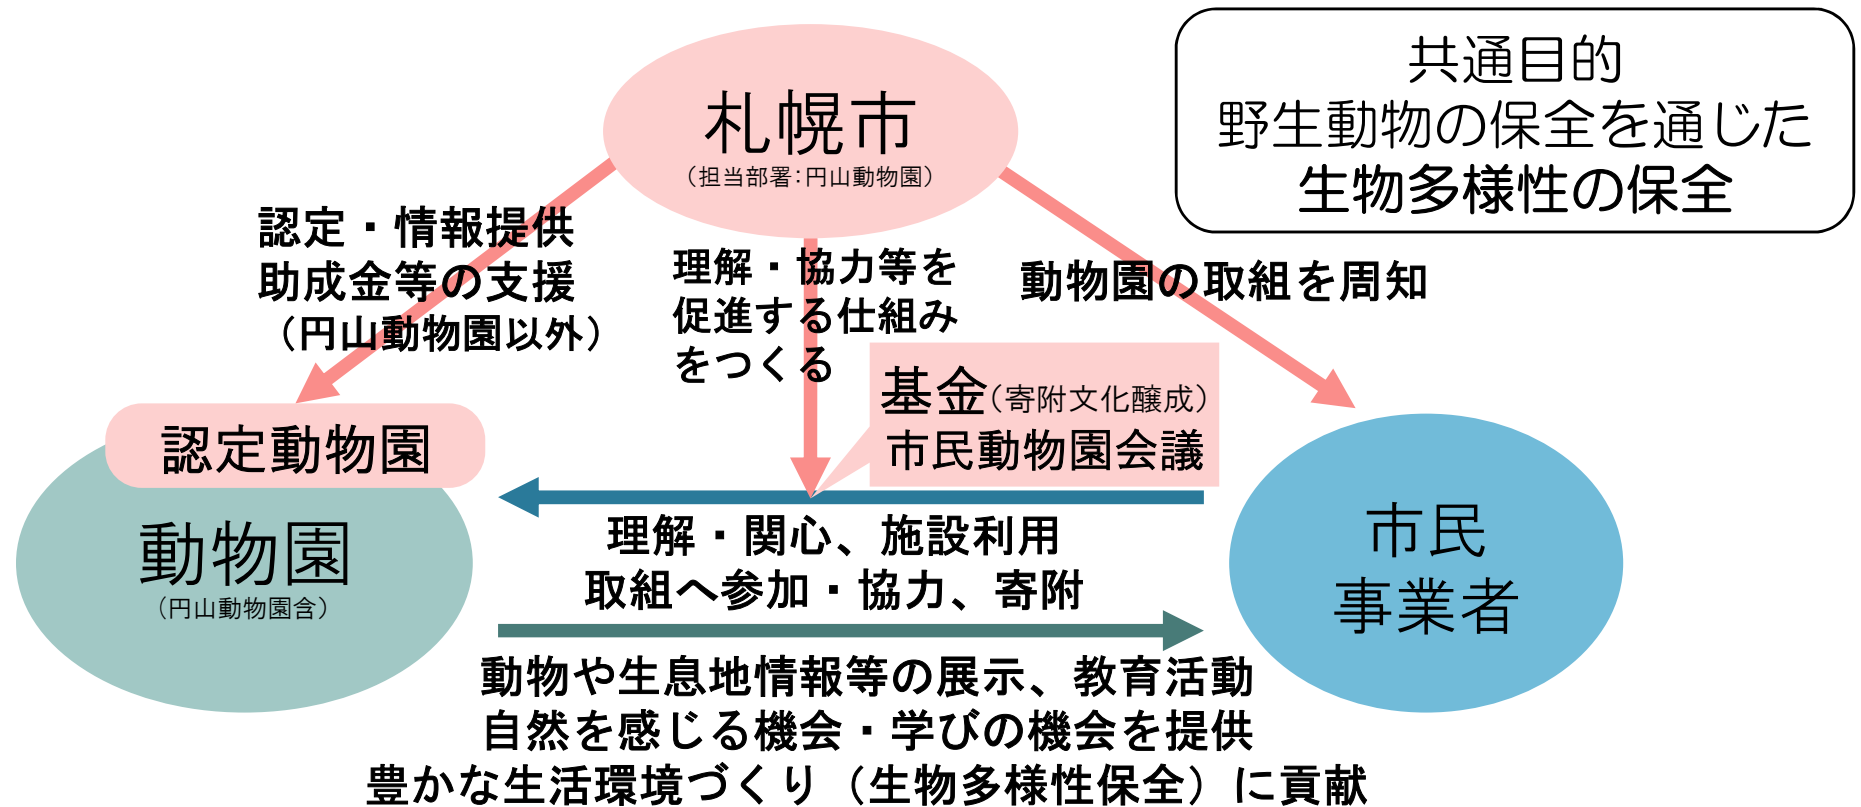 札幌市
（担当部署：円山動物園）
共通目的
野生動物の保全を通じた
生物多様性の保全
認定・情報提供
助成金等の支援
（円山動物園以外）
理解・協力等を
促進する仕組み
をつくる
動物園の取組を周知
基金（寄附文化醸成）
市民動物園会議
認定動物園
動物園
（円山動物園含）
市民
事業者
理解・関心、施設利用
取組へ参加・協力、寄附
動物や生息地情報等の展示、教育活動
自然を感じる機会・学びの機会を提供
豊かな生活環境づくり（生物多様性保全）に貢献